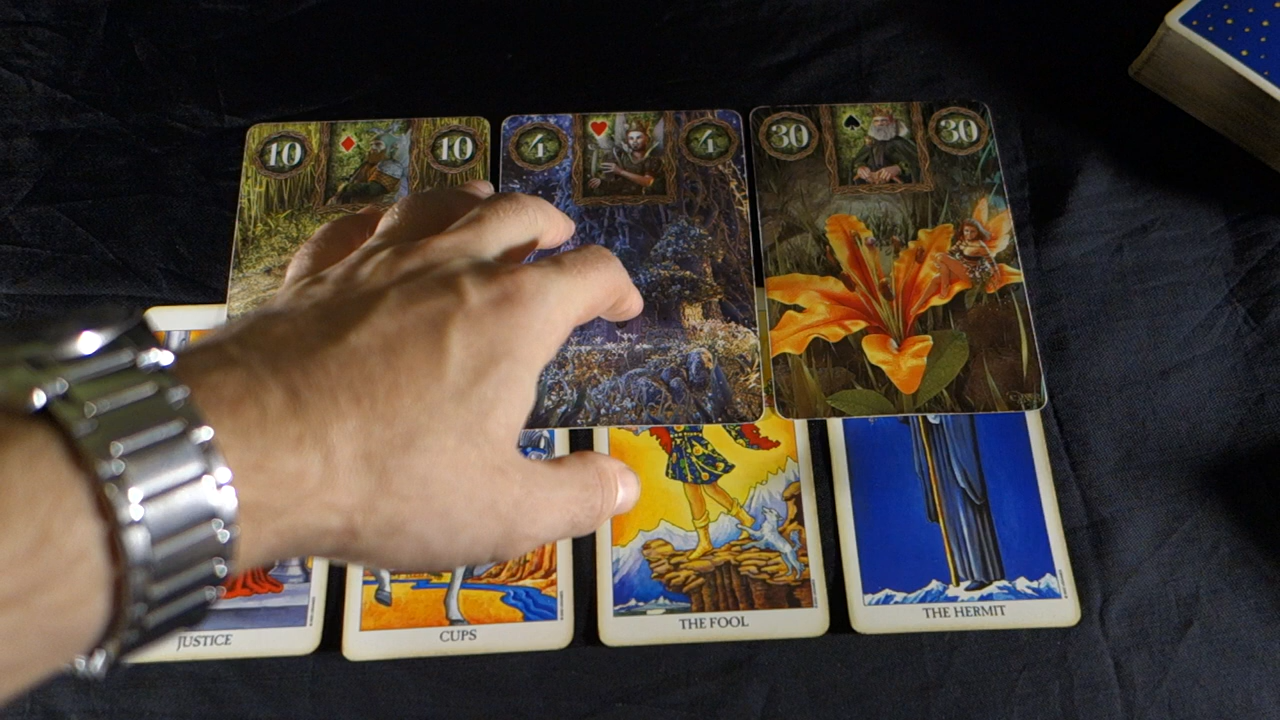 10 10
4 4
30 30
JUSTICE
CUPS
THE FOOL
THE HERMIT